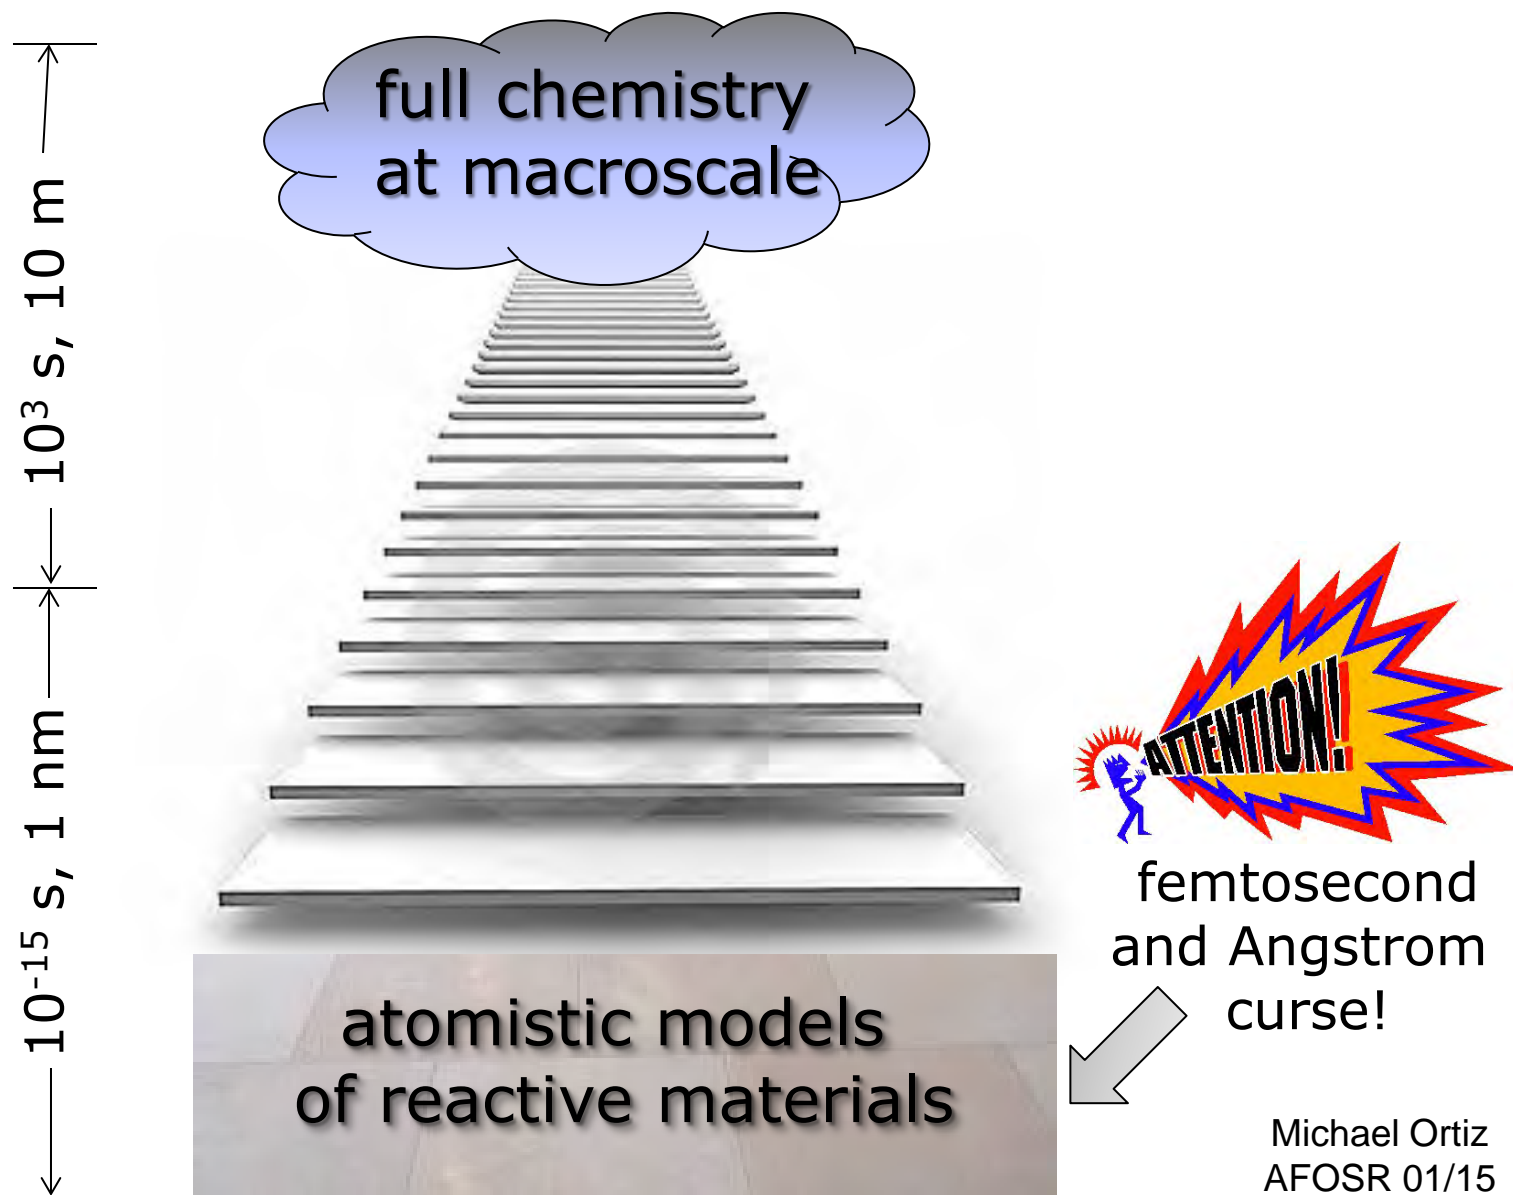 full chemistry
at macroscale
10³ s, 10 m
10⁻¹⁵ s, 1 nm
ATTENTION!!
femtosecond
and Angstrom
curse!
atomistic models
of reactive materials
Michael Ortiz
AFOSR 01/15